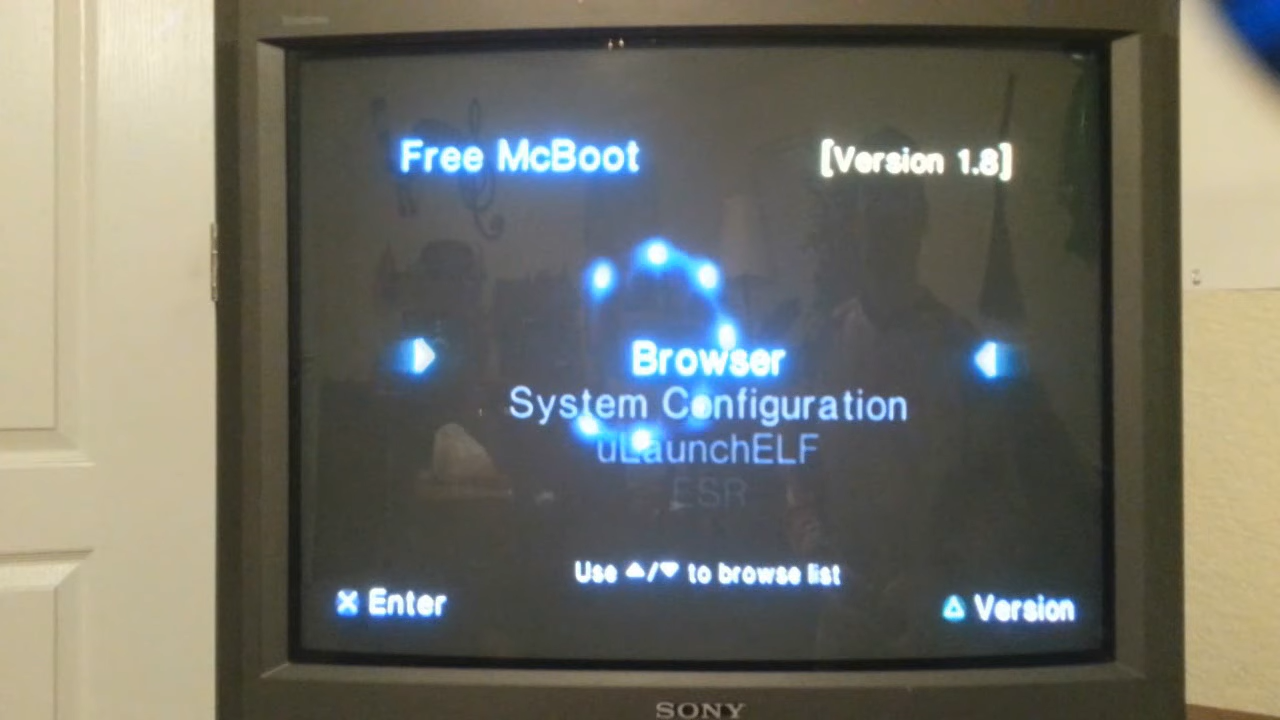 Free McBoot
[Version 1.8]
Browser
System Configuration
uLaunchELF
ESR
Use ▲/▼ to browse list
✕ Enter
△ Version
SONY